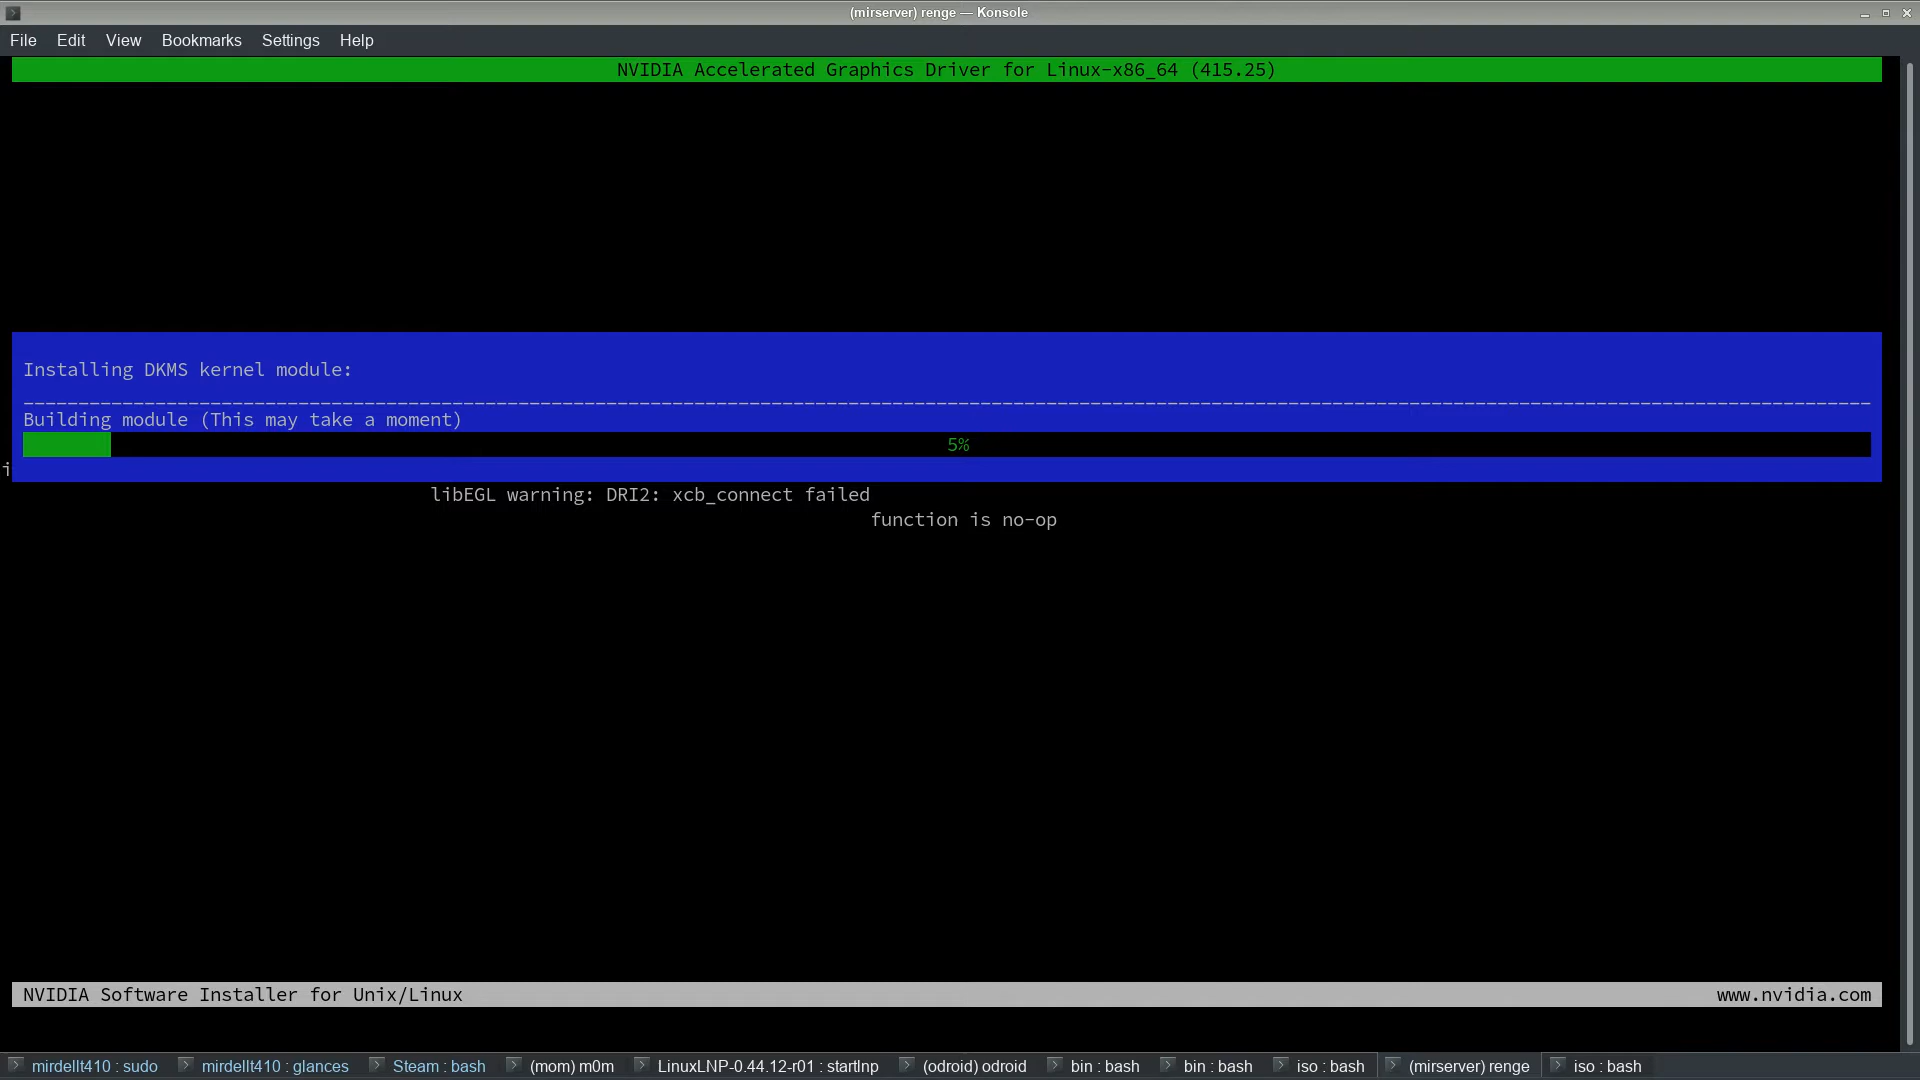 (mirserver) renge — Konsole
File Edit View Bookmarks Settings Help
NVIDIA Accelerated Graphics Driver for Linux-x86_64 (415.25)
Installing DKMS kernel module:
Building module (This may take a moment)
5%
i
libEGL warning: DRI2: xcb_connect failed
function is no-op
NVIDIA Software Installer for Unix/Linux www.nvidia.com
mirdellt410 : sudo mirdellt410 : glances Steam : bash (mom) m0m LinuxLNP-0.44.12-r01 : startlnp (odroid) odroid bin : bash bin : bash iso : bash (mirserver) renge iso : bash